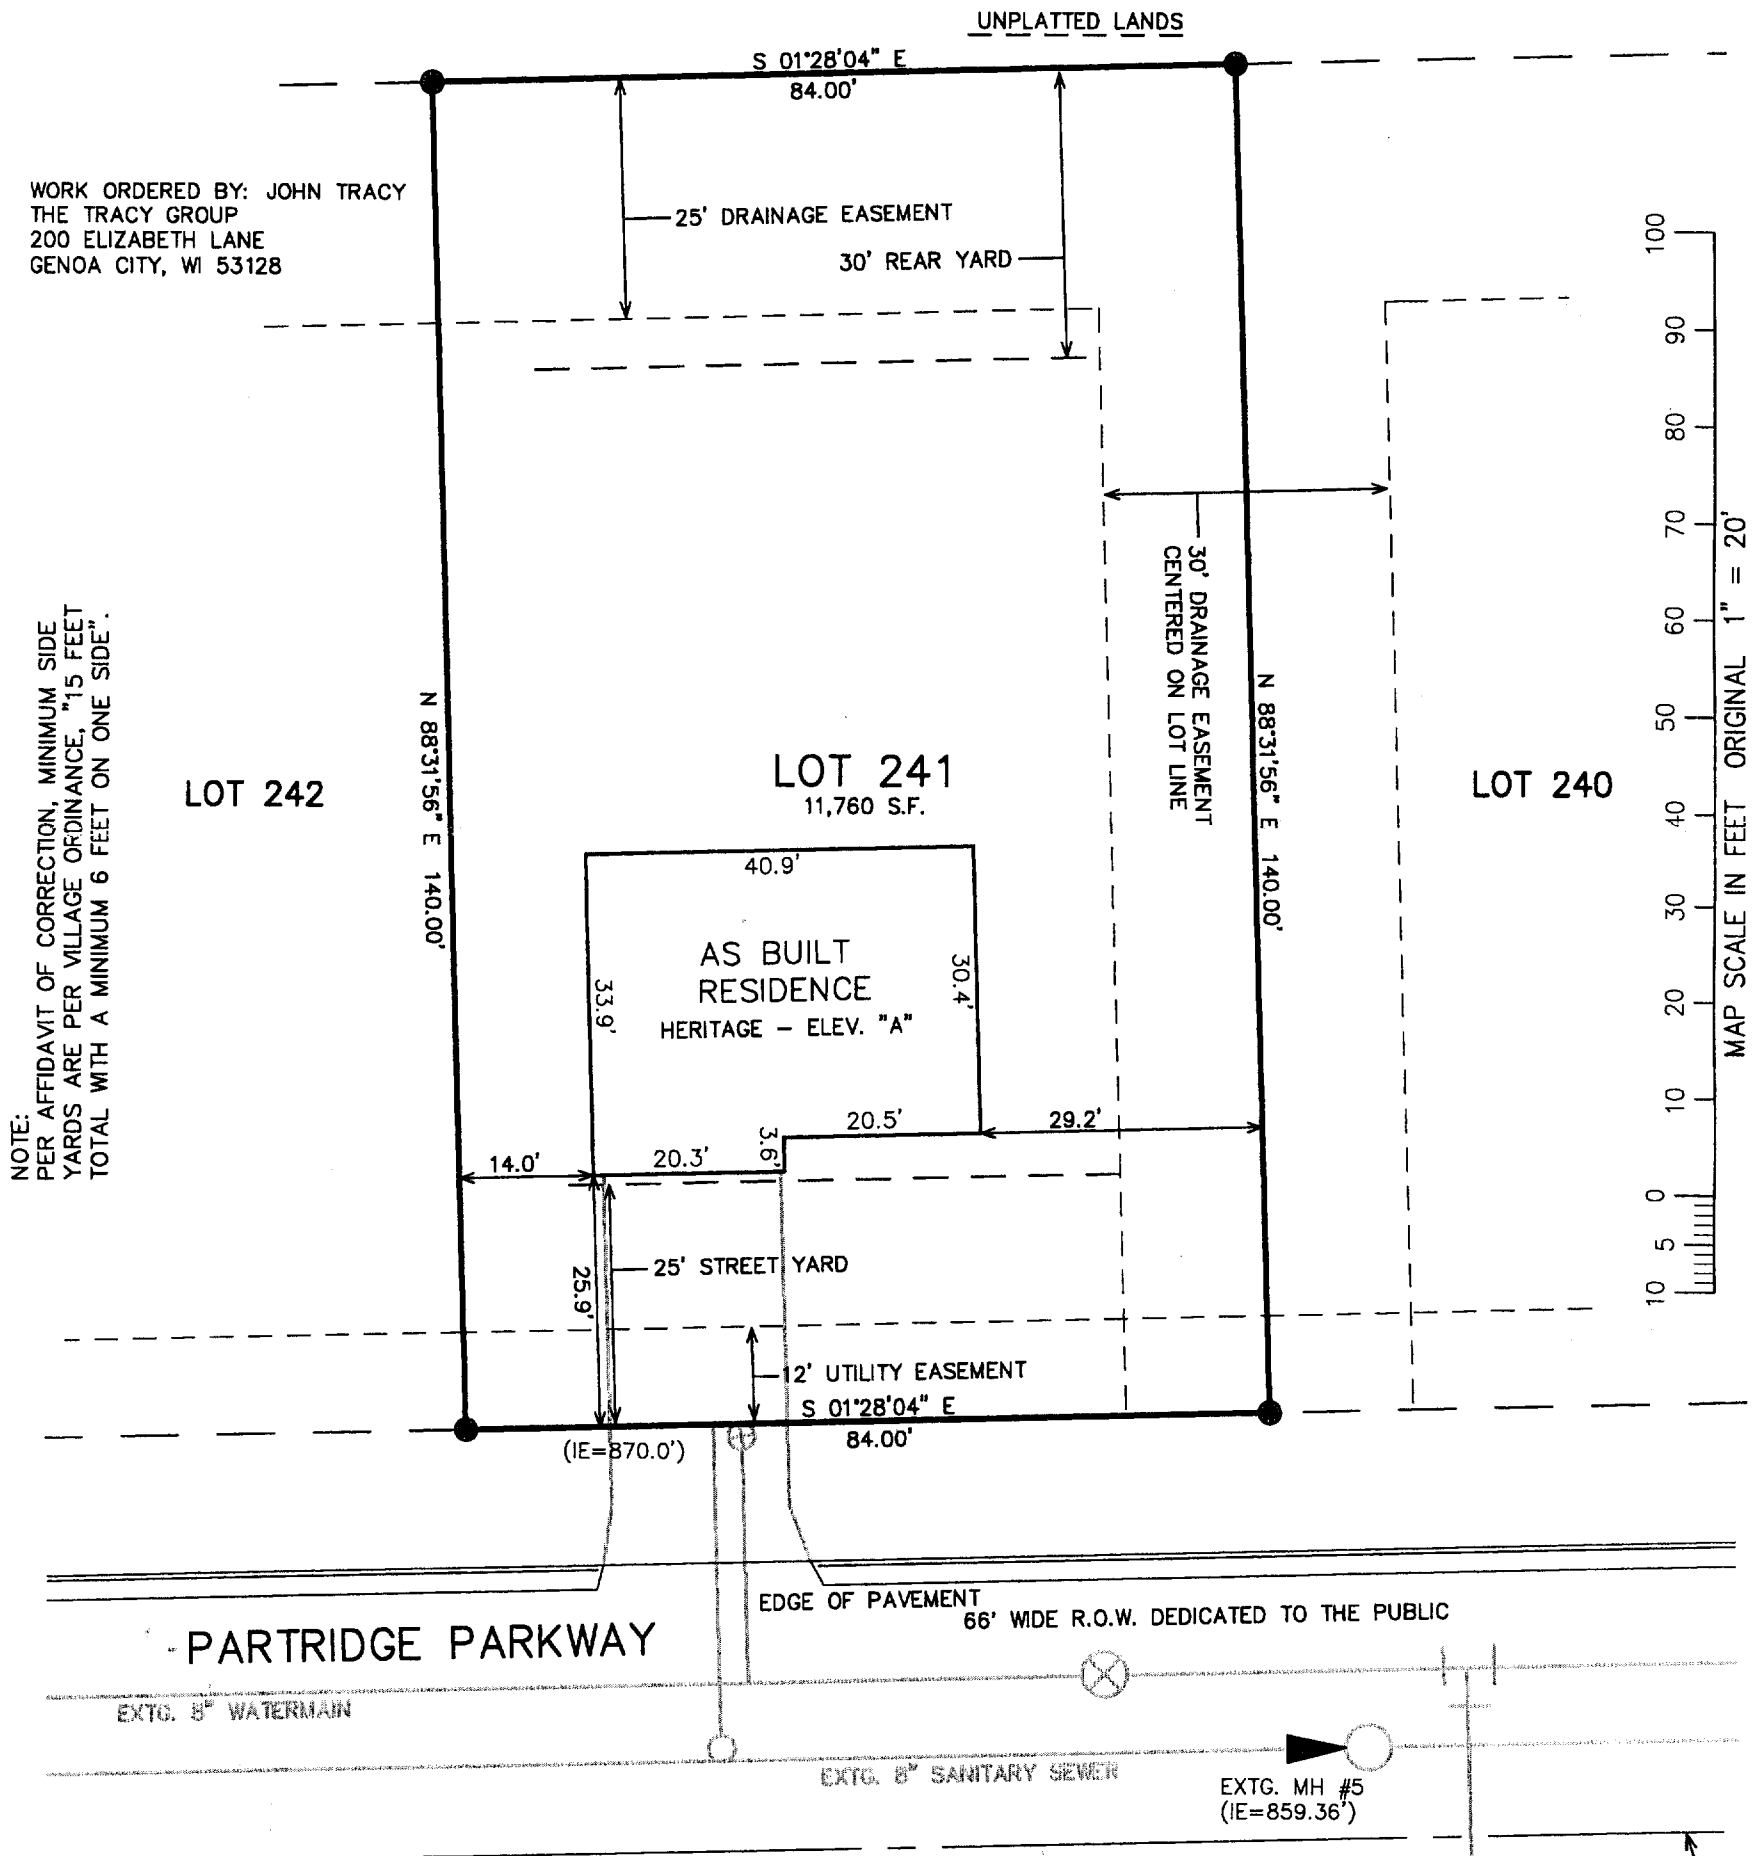 UNPLATTED LANDS
S 01°28'04" E
84.00'
WORK ORDERED BY: JOHN TRACY
THE TRACY GROUP
200 ELIZABETH LANE
GENOA CITY, WI 53128
25' DRAINAGE EASEMENT
30' REAR YARD
30' DRAINAGE EASEMENT
CENTERED ON LOT LINE
NOTE:
PER AFFIDAVIT OF CORRECTION, MINIMUM SIDE
YARDS ARE PER VILLAGE ORDINANCE, "15 FEET
TOTAL WITH A MINIMUM 6 FEET ON ONE SIDE".
LOT 242
N 88°31'56" E 140.00'
LOT 241
11,760 S.F.
N 88°31'56" E 140.00'
LOT 240
40.9'
AS BUILT
RESIDENCE
HERITAGE - ELEV. "A"
33.9'
30.4'
20.5'
3.6'
20.3'
14.0'
29.2'
25' STREET YARD
25.9'
12' UTILITY EASEMENT
S 01°28'04" E
84.00'
(IE=870.0')
100
90
80
70
60
50
40
30
20
10
0
5
10
MAP SCALE IN FEET ORIGINAL 1" = 20'
EDGE OF PAVEMENT
66' WIDE R.O.W. DEDICATED TO THE PUBLIC
PARTRIDGE PARKWAY
EXTG. 8" WATERMAIN
EXTG. 8" SANITARY SEWER
EXTG. MH #5
(IE=859.36')